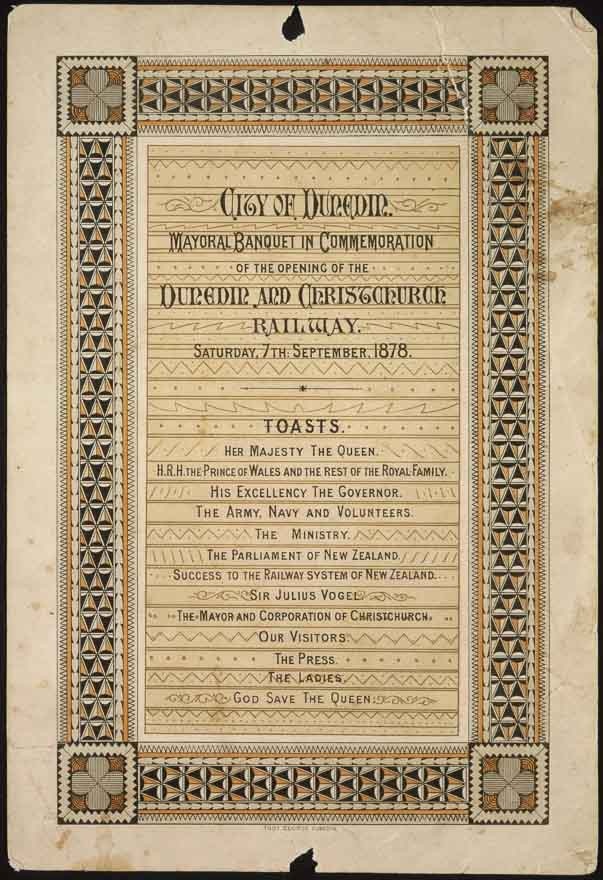 CITY OF DUNEDIN.
MAYORAL BANQUET IN COMMEMORATION
OF THE OPENING OF THE
DUNEDIN AND CHRISTCHURCH
RAILWAY.
SATURDAY, 7TH: SEPTEMBER, 1878.
TOASTS.
HER MAJESTY THE QUEEN.
H.R.H. THE PRINCE OF WALES AND THE REST OF THE ROYAL FAMILY.
HIS EXCELLENCY THE GOVERNOR.
THE ARMY, NAVY AND VOLUNTEERS.
THE MINISTRY.
THE PARLIAMENT OF NEW ZEALAND.
SUCCESS TO THE RAILWAY SYSTEM OF NEW ZEALAND.
SIR JULIUS VOGEL.
THE MAYOR AND CORPORATION OF CHRISTCHURCH.
OUR VISITORS.
THE PRESS.
THE LADIES.
GOD SAVE THE QUEEN.
GEORGE DUNEDIN